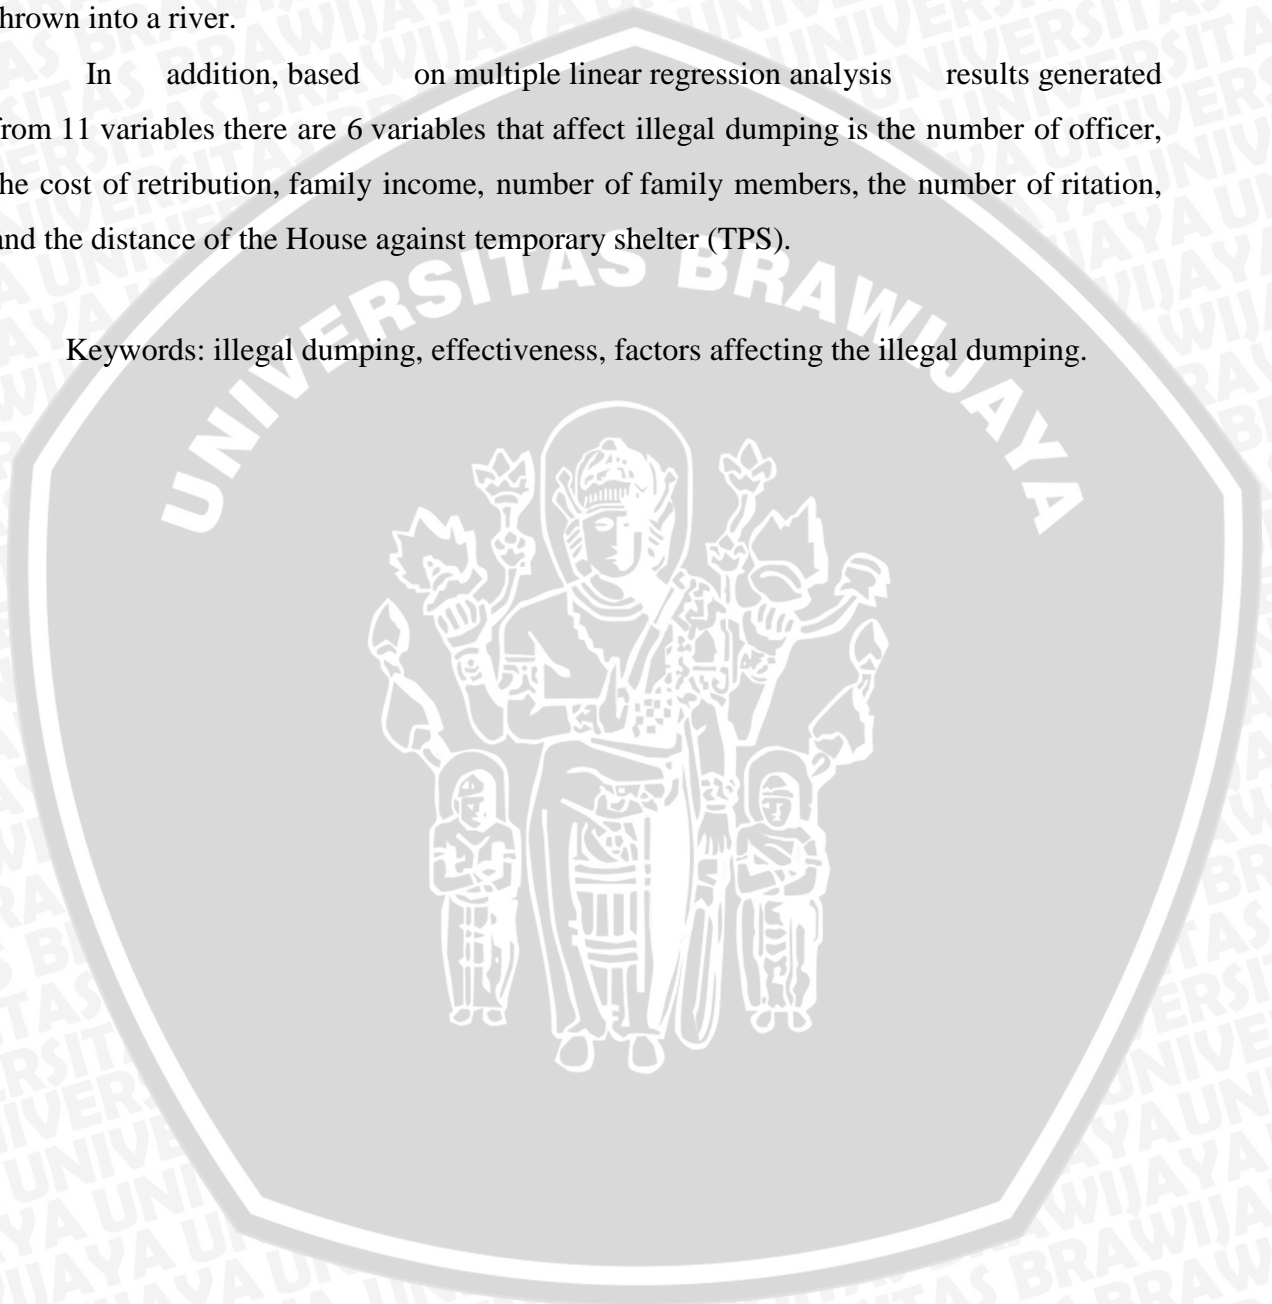 hrown into a river.
In addition, based on multiple linear regression analysis results generated
from 11 variables there are 6 variables that affect illegal dumping is the number of officer,
the cost of retribution, family income, number of family members, the number of ritation,
and the distance of the House against temporary shelter (TPS).
UNIVERSITAS BRAWIJAYA
Keywords: illegal dumping, effectiveness, factors affecting the illegal dumping.